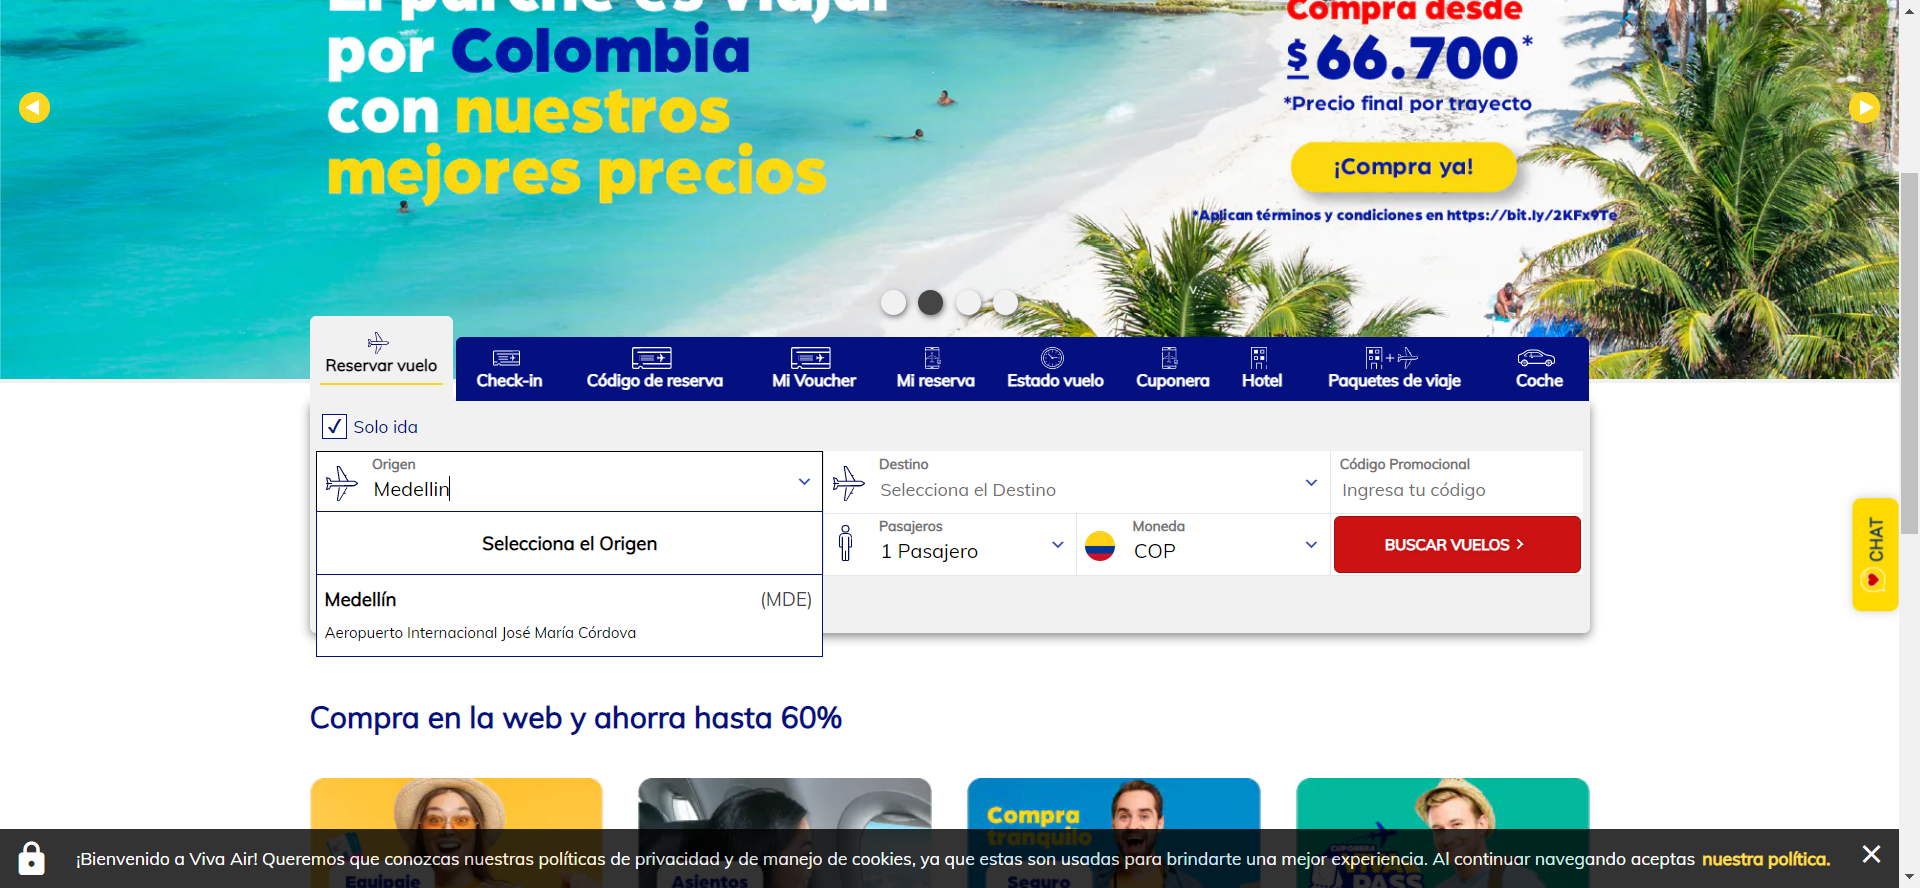 El parche es viajar
por Colombia
con nuestros
mejores precios
Compra desde
$66.700*
*Precio final por trayecto
¡Compra ya!
*Aplican términos y condiciones en https://bit.ly/2KFx9Te
Reservar vuelo
Check-in
Código de reserva
Mi Voucher
Mi reserva
Estado vuelo
Cuponera
Hotel
Paquetes de viaje
Coche
Solo ida
Origen
Medellin
Destino
Selecciona el Destino
Código Promocional
Ingresa tu código
Selecciona el Origen
Pasajeros
1 Pasajero
Moneda
COP
BUSCAR VUELOS
Medellín (MDE)
Aeropuerto Internacional José María Córdova
CHAT
Compra en la web y ahorra hasta 60%
Compra
tranquilo
CUPONERA
VIVA
PASS
¡Bienvenido a Viva Air! Queremos que conozcas nuestras políticas de privacidad y de manejo de cookies, ya que estas son usadas para brindarte una mejor experiencia. Al continuar navegando aceptas nuestra política.
Equipaje
Asientos
Seguro